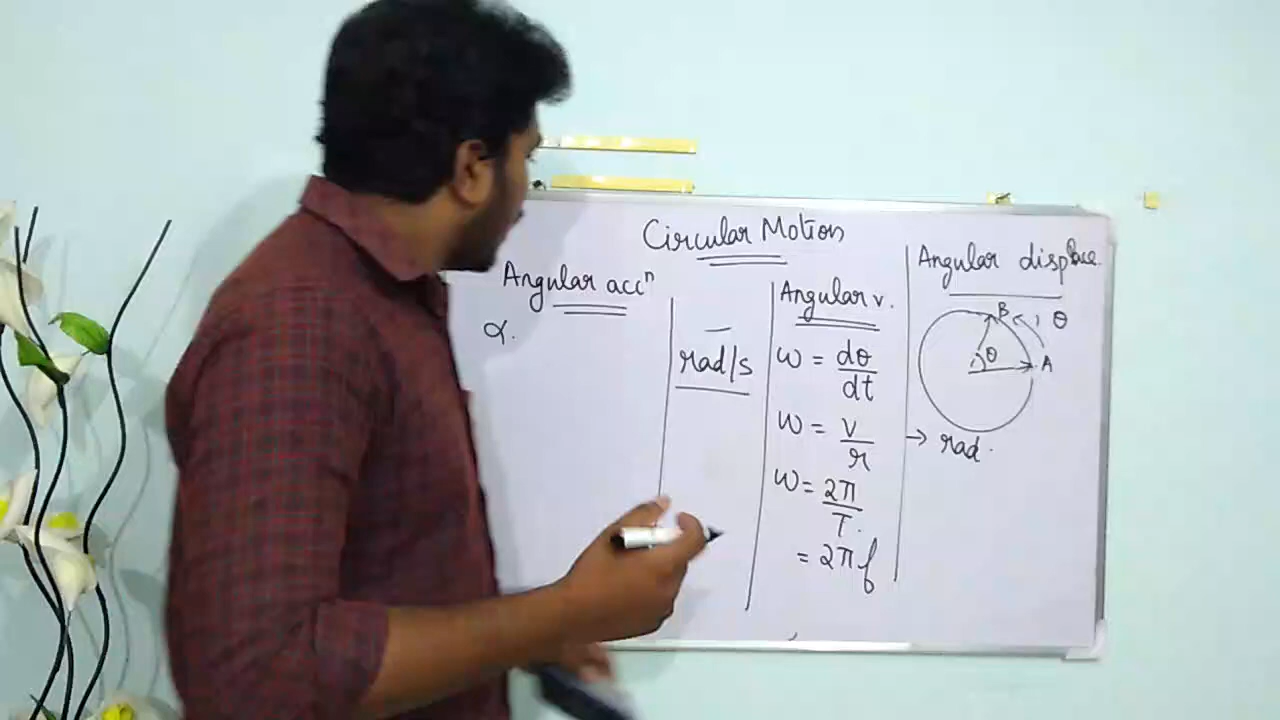 Circular Motion
Angular accⁿ
α.
rad/s
Angular v.
ω = dθ/dt
ω = v/r
ω = 2π/T.
= 2πf
Angular displace.
B
θ
θ
A
→ rad.